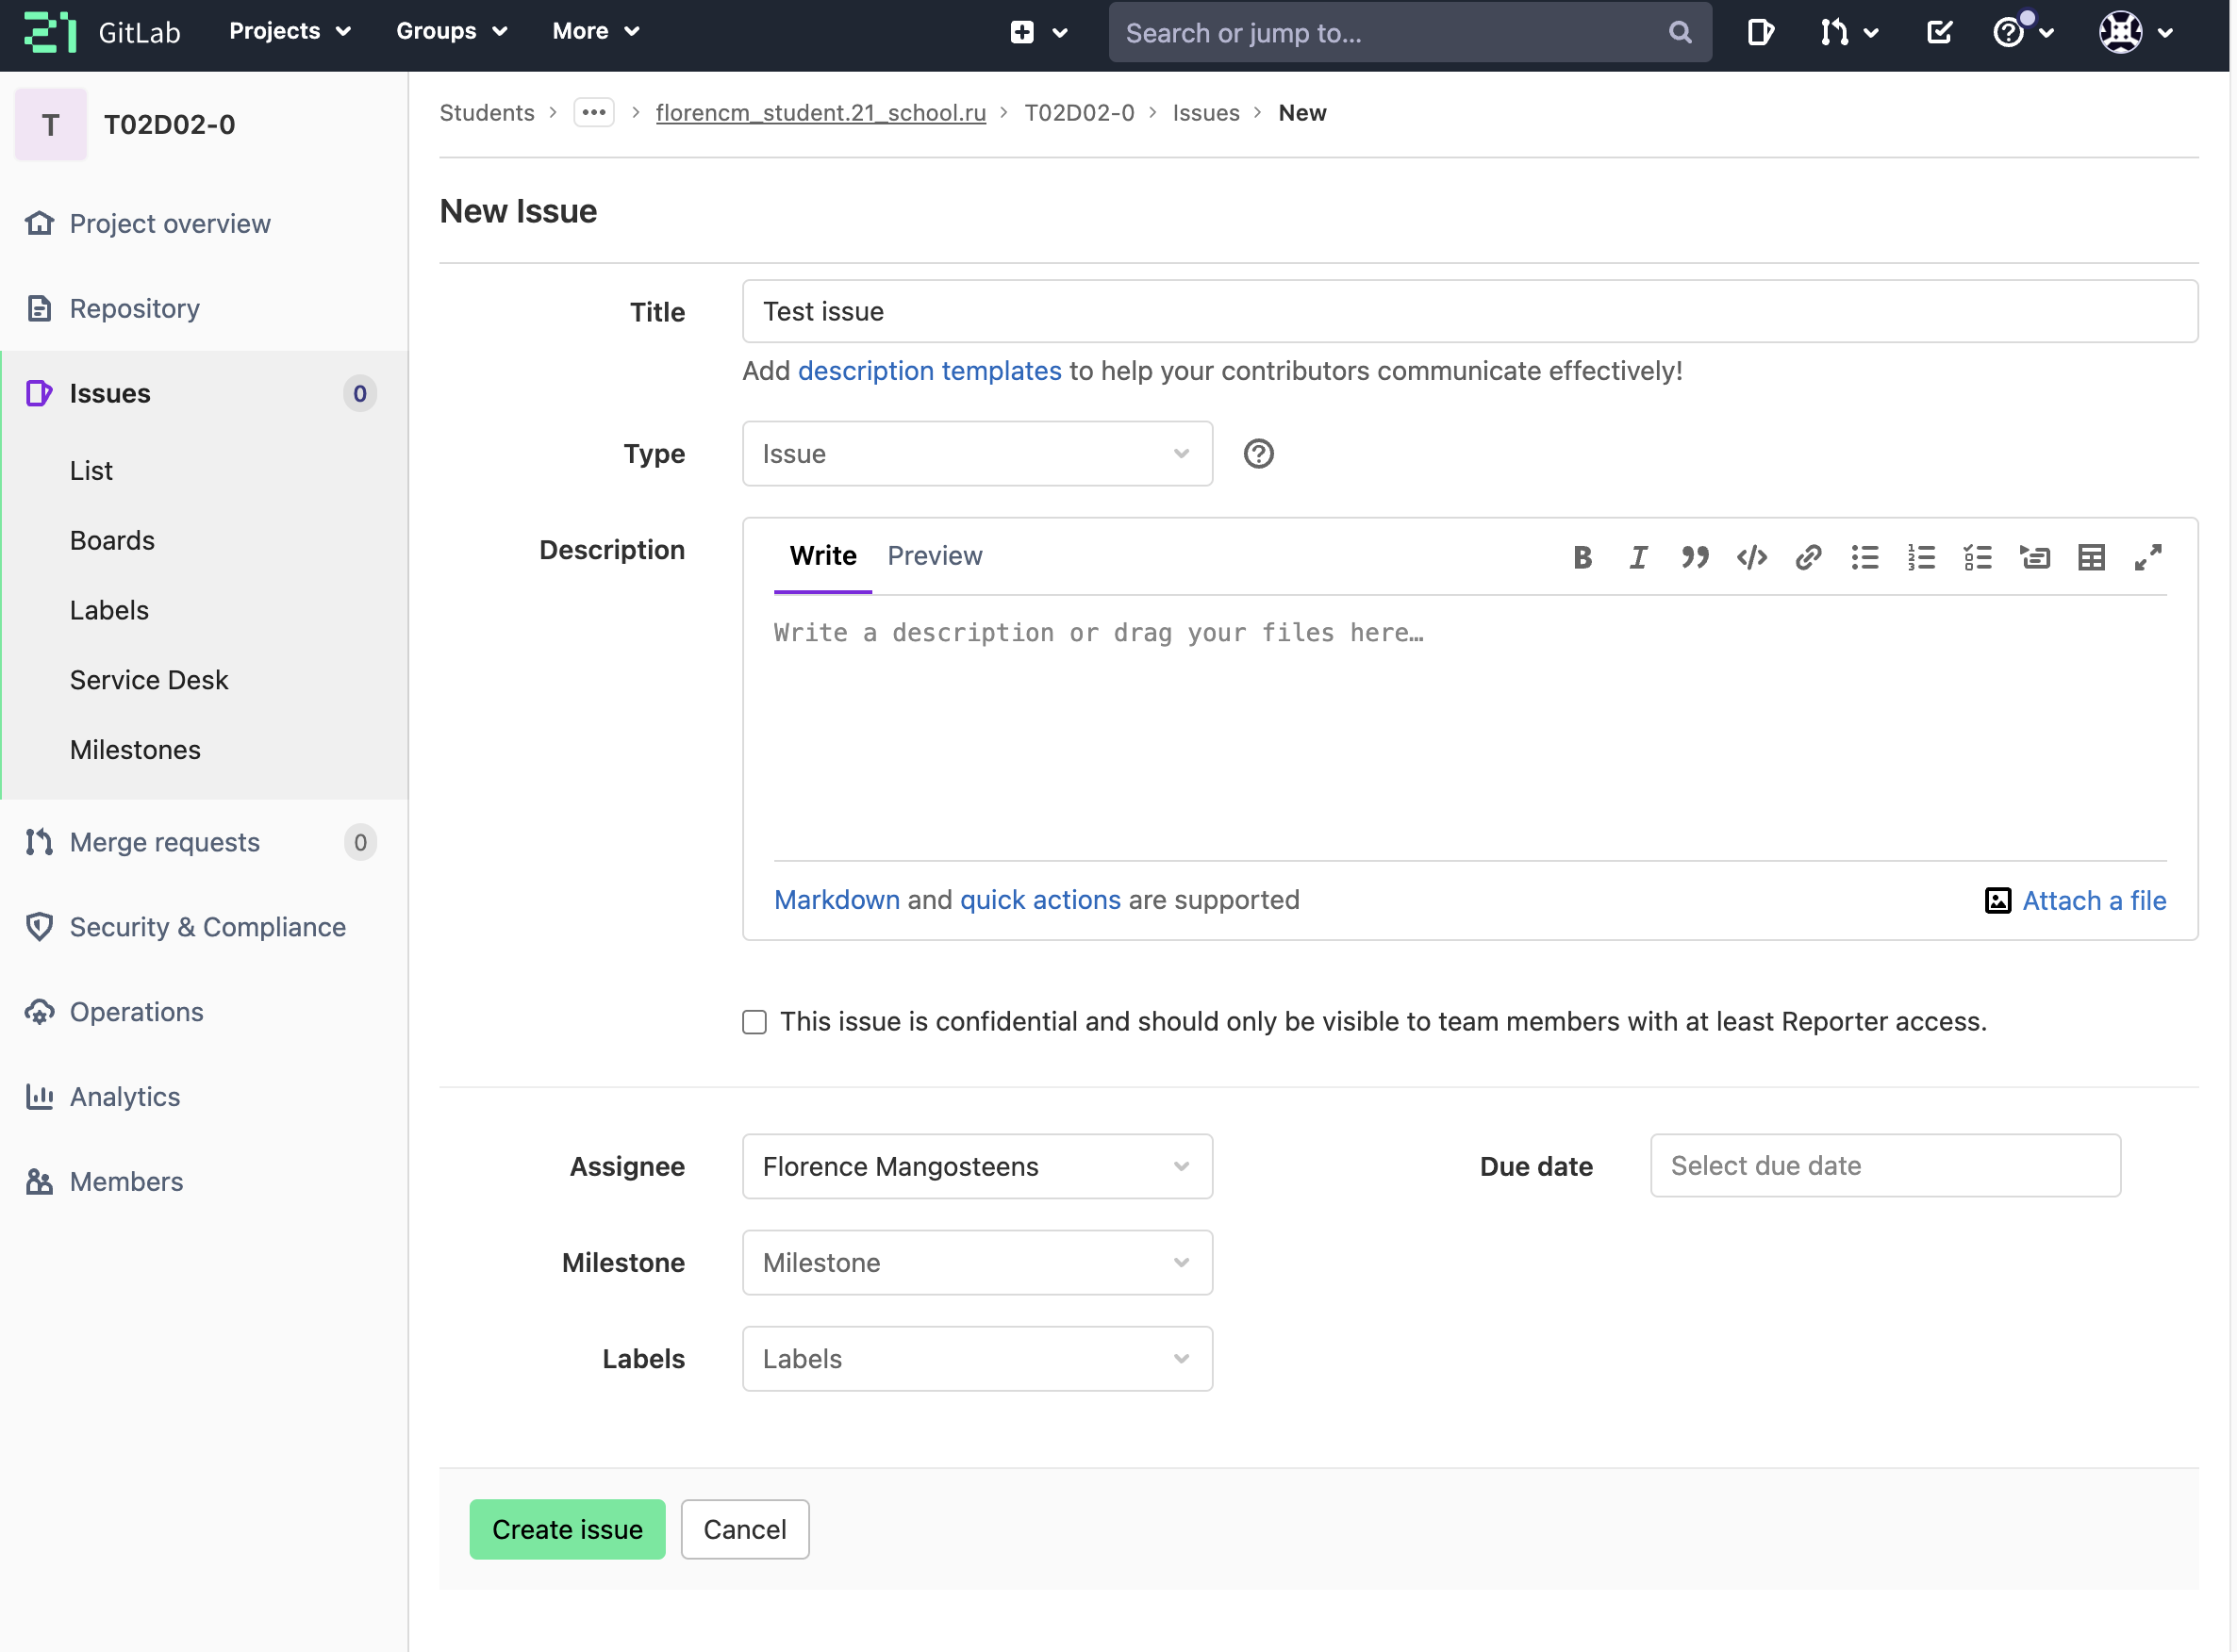 GitLab Projects Groups More Search or jump to...
T T02D02-0
Project overview
Repository
Issues 0
List
Boards
Labels
Service Desk
Milestones
Merge requests 0
Security & Compliance
Operations
Analytics
Members
Students > ••• > florencm_student.21_school.ru > T02D02-0 > Issues > New
New Issue
Title Test issue
Add description templates to help your contributors communicate effectively!
Type Issue
Description Write Preview
Write a description or drag your files here…
Markdown and quick actions are supported Attach a file
This issue is confidential and should only be visible to team members with at least Reporter access.
Assignee Florence Mangosteens Due date Select due date
Milestone Milestone
Labels Labels
Create issue Cancel